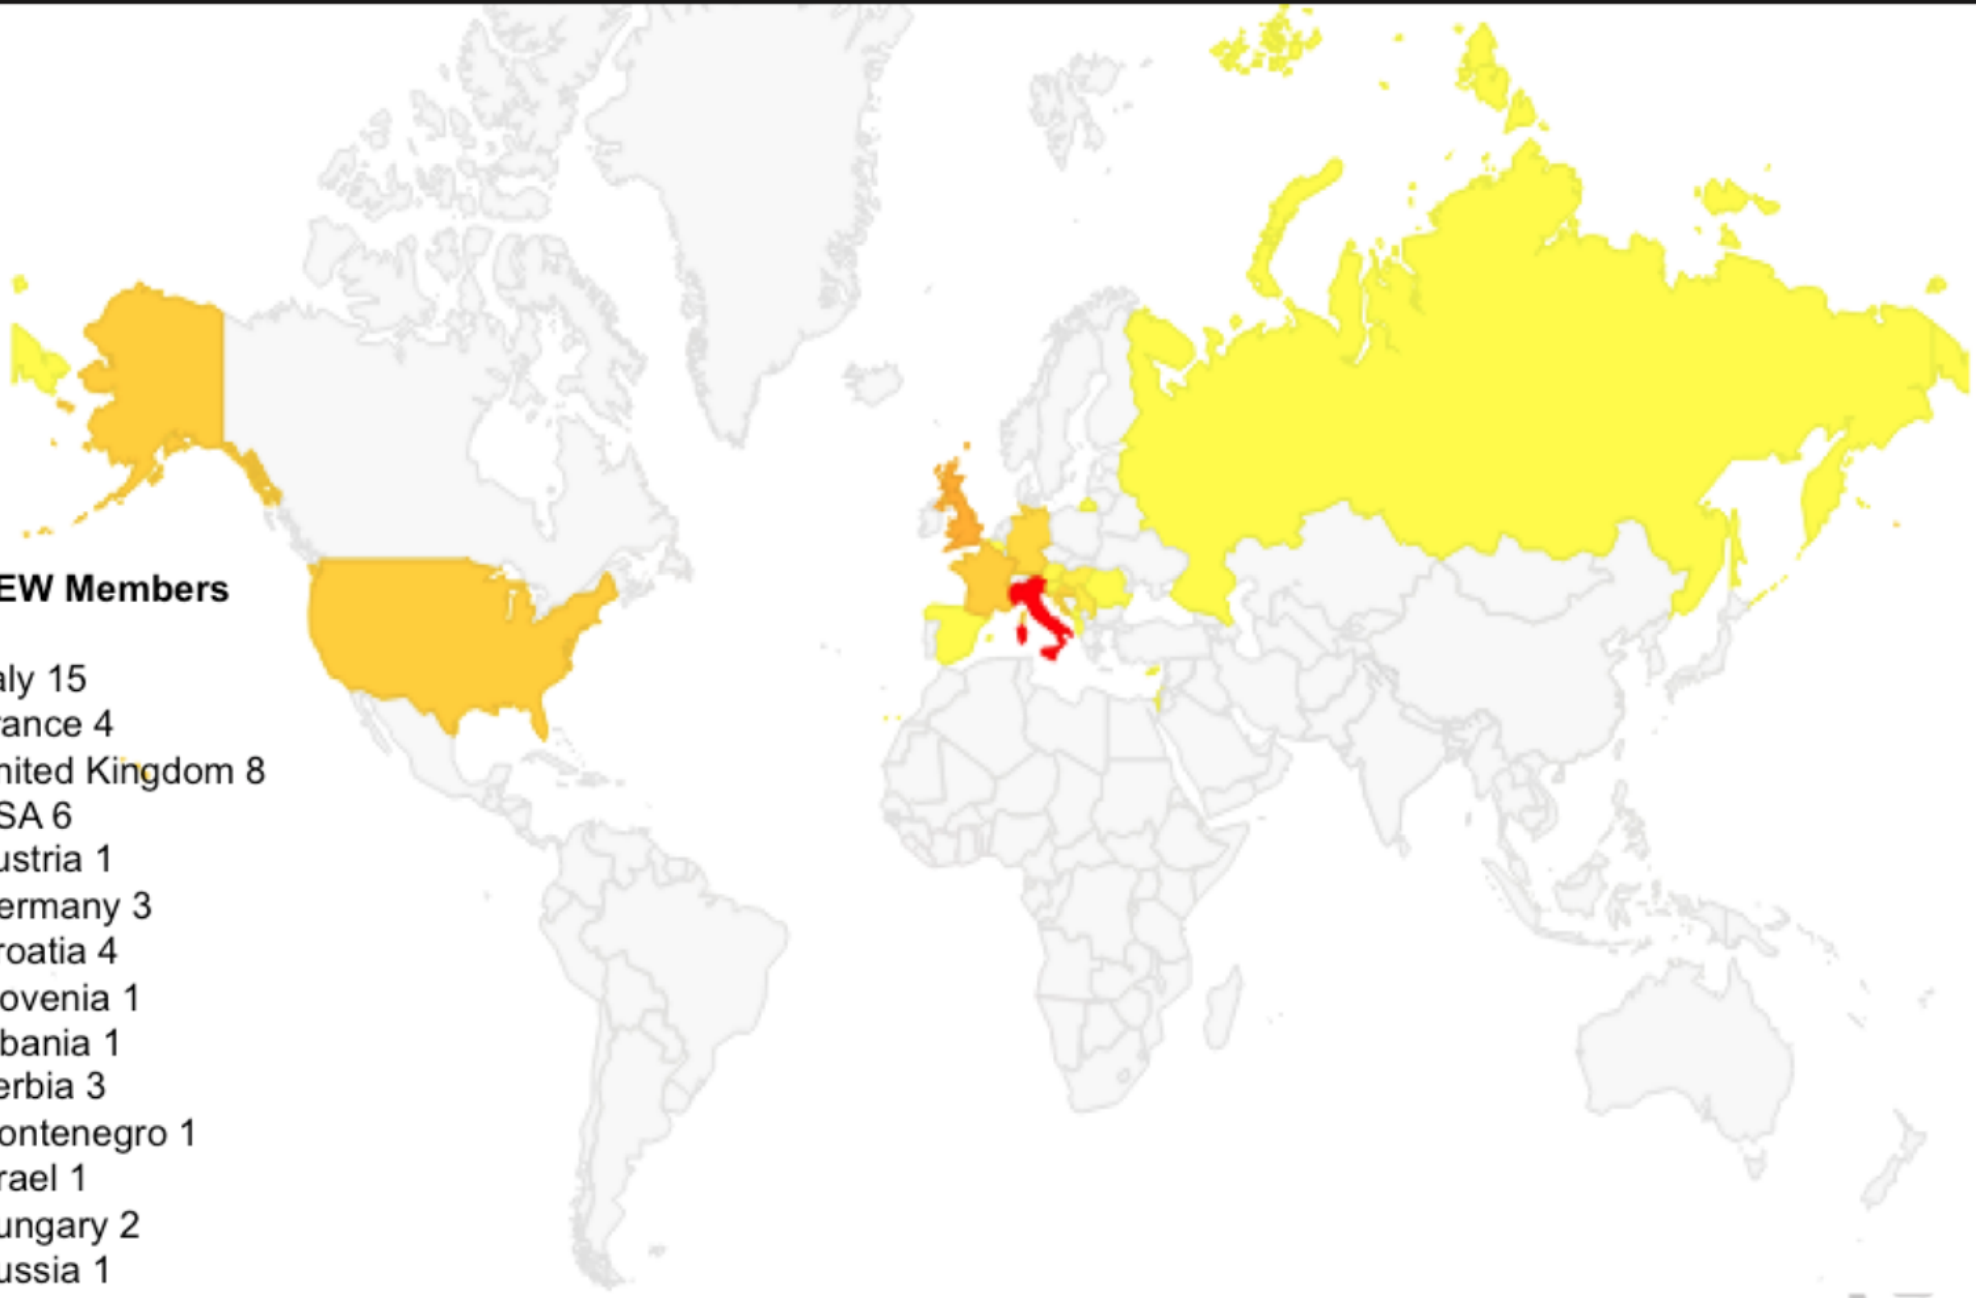 EW Members
aly 15
rance 4
nited Kingdom 8
SA 6
ustria 1
ermany 3
roatia 4
ovenia 1
bania 1
erbia 3
ontenegro 1
rael 1
ungary 2
ussia 1